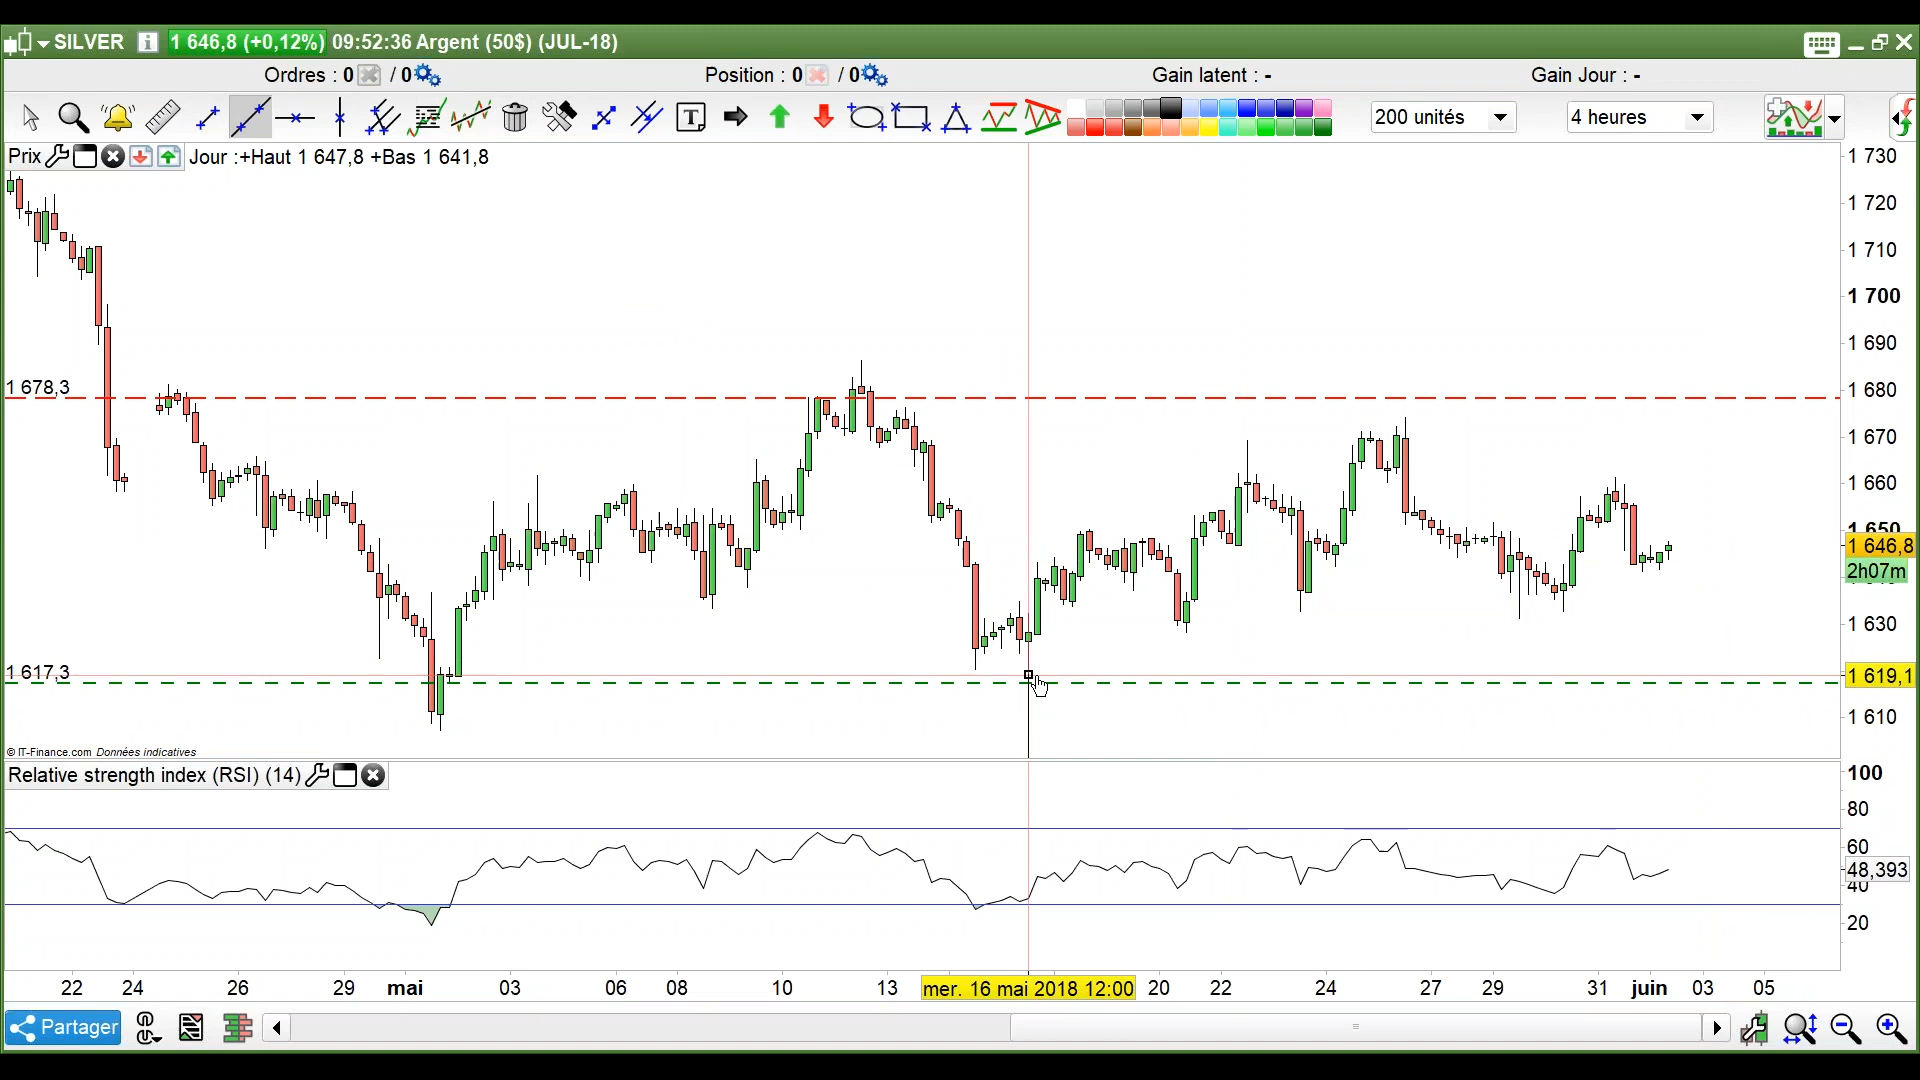 SILVER 1 646,8 (+0,12%) 09:52:36 Argent (50$) (JUL-18)
Ordres : 0 / 0 Position : 0 / 0 Gain latent : - Gain Jour : -
T 200 unités 4 heures
Prix Jour :+Haut 1 647,8 +Bas 1 641,8
1 730
1 720
1 710
1 700
1 690
1 678,3
1 680
1 670
1 660
1 650
1 646,8
2h07m
1 630
1 617,3
1 619,1
1 610
© IT-Finance.com Données indicatives
Relative strength index (RSI) (14)
100
80
60
48,393
40
20
22 24 26 29 mai 03 06 08 10 13 mer. 16 mai 2018 12:00 20 22 24 27 29 31 juin 03 05
Partager